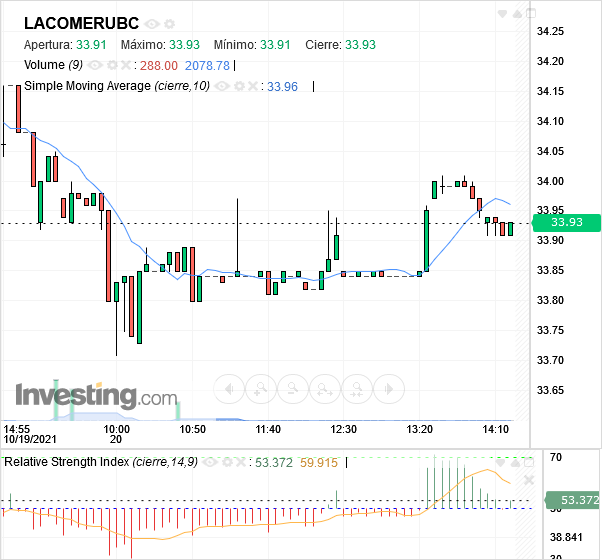 LACOMERUBC
Apertura: 33.91 Máximo: 33.93 Mínimo: 33.91 Cierre: 33.93
Volume (9) : 288.00 2078.78
Simple Moving Average (cierre,10) : 33.96
34.25
34.20
34.15
34.10
34.05
34.00
33.95
33.93
33.90
33.85
33.80
33.75
33.70
33.65
Investing.com
14:55 10:00 10:50 11:40 12:30 13:20 14:10
10/19/2021 20
Relative Strength Index (cierre,14,9) : 53.372 59.915
70
53.372
50
38.841
30